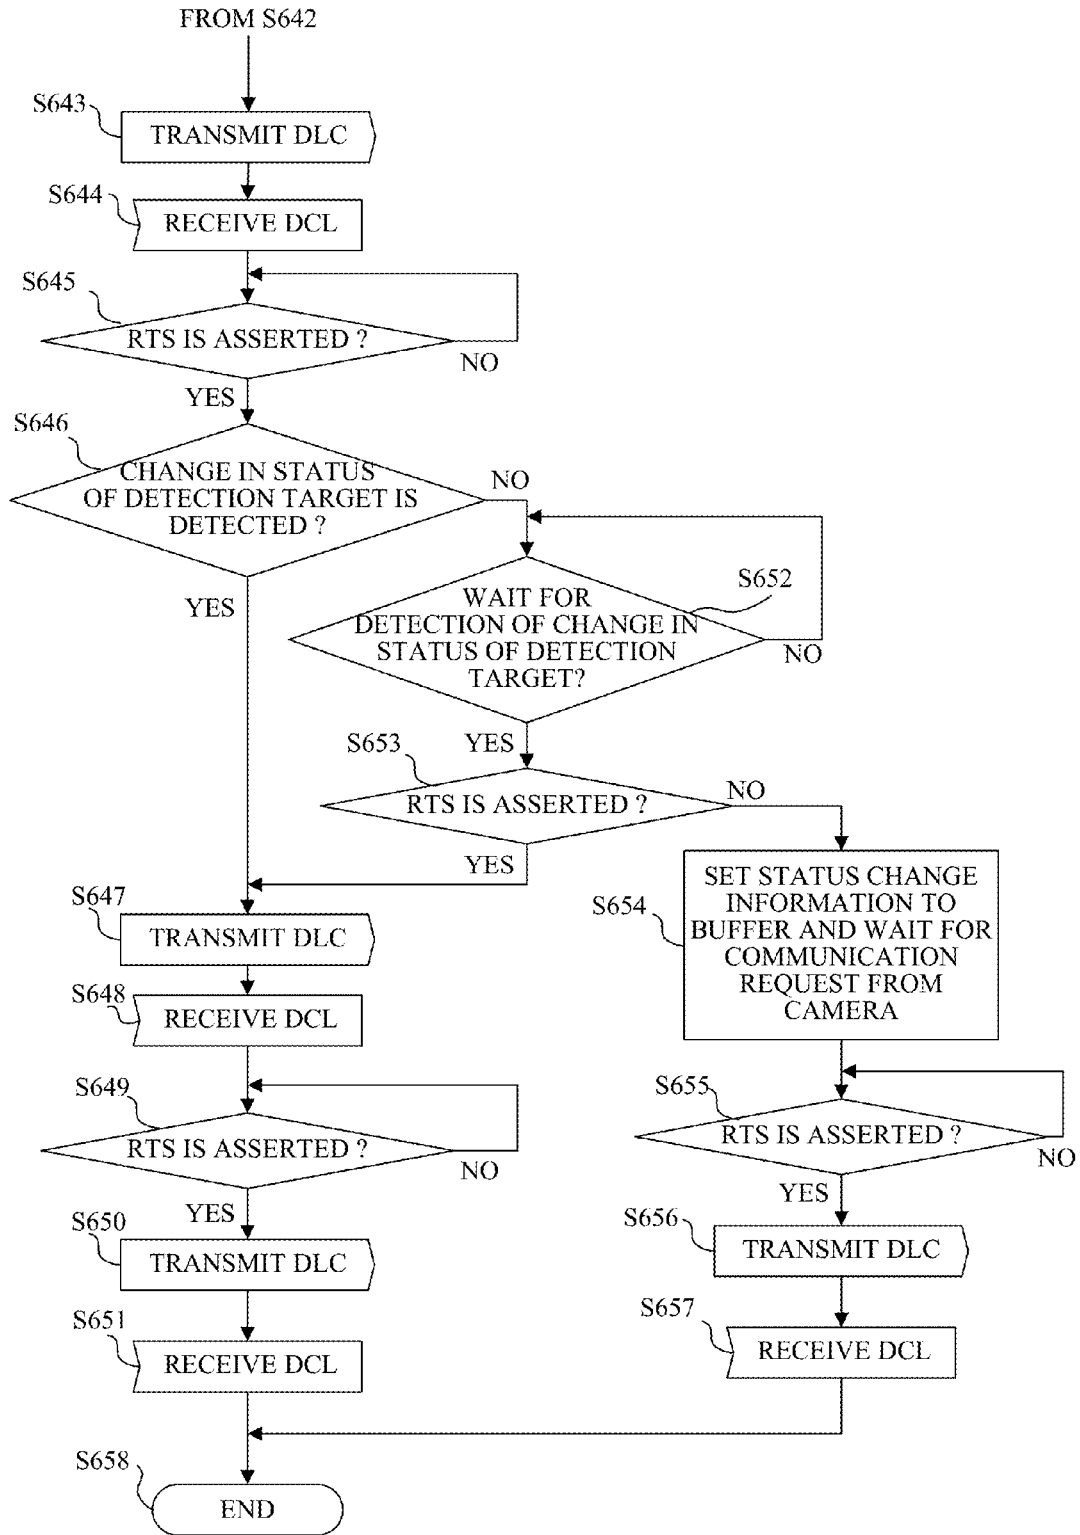 FROM S642
S643
TRANSMIT DLC
S644
RECEIVE DCL
S645
RTS IS ASSERTED ?
NO
YES
S646
CHANGE IN STATUS
OF DETECTION TARGET IS
DETECTED ?
NO
YES
S652
WAIT FOR
DETECTION OF CHANGE IN
STATUS OF DETECTION
TARGET?
NO
YES
S653
RTS IS ASSERTED ?
NO
YES
S654
SET STATUS CHANGE
INFORMATION TO
BUFFER AND WAIT FOR
COMMUNICATION
REQUEST FROM
CAMERA
S647
TRANSMIT DLC
S648
RECEIVE DCL
S649
RTS IS ASSERTED ?
NO
YES
S650
TRANSMIT DLC
S651
RECEIVE DCL
S655
RTS IS ASSERTED ?
NO
YES
S656
TRANSMIT DLC
S657
RECEIVE DCL
S658
END